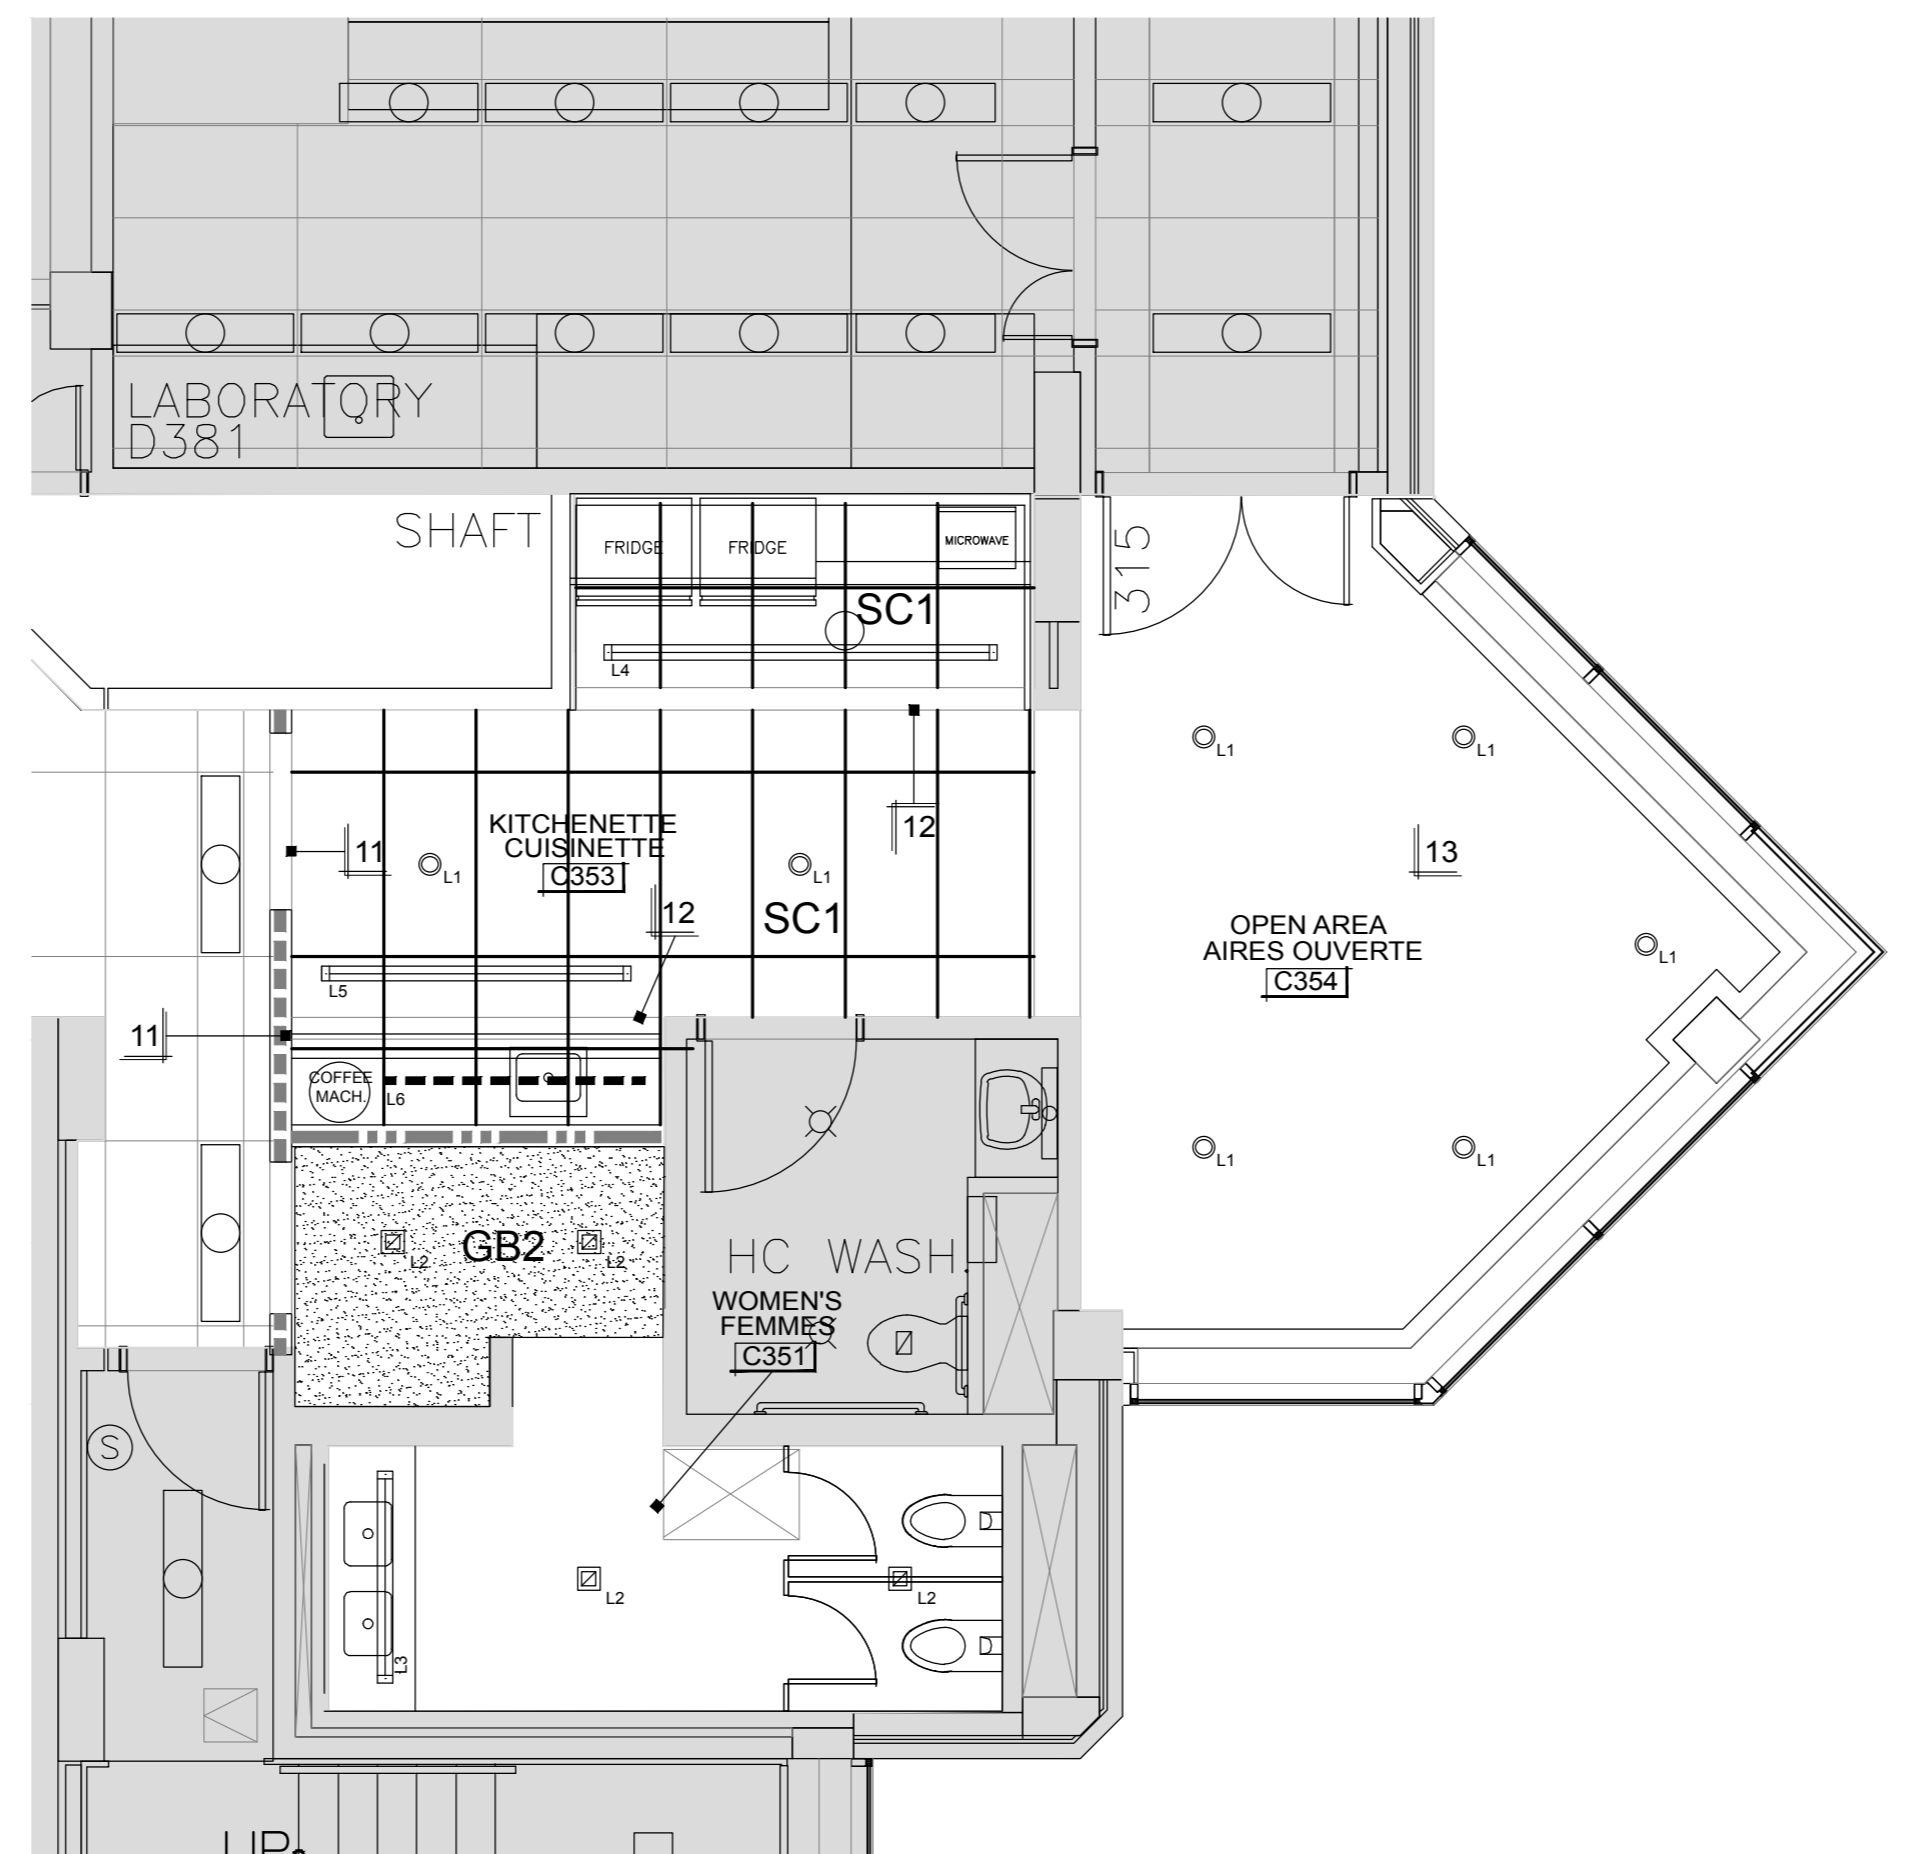 LABORATORY
D381
SHAFT
FRIDGE
FRIDGE
MICROWAVE
315
SC1
L4
L1
L1
12
KITCHENETTE
CUISINETTE
C353
11
L1
L1
13
12
SC1
OPEN AREA
AIRES OUVERTE
C354
L1
L5
11
COFFEE
MACH.
L6
L1
L1
GB2
L2
L2
HC WASH.
WOMEN'S
FEMMES
C351
S
L2
L2
L3
UP